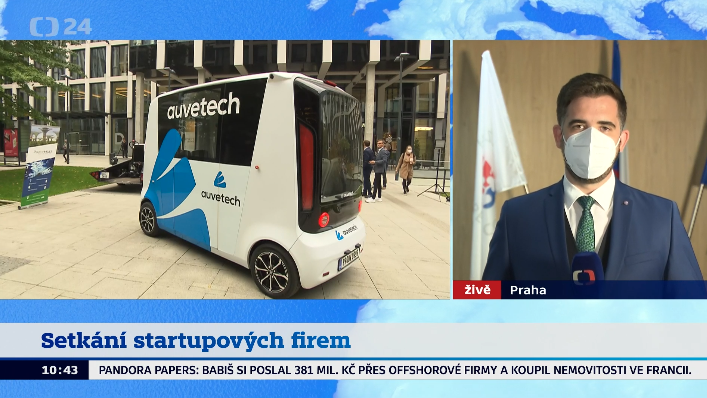 ČT 24
auvetech
auvetech
auvetech
živě
Praha
Setkání startupových firem
10:43
PANDORA PAPERS: BABIŠ SI POSLAL 381 MIL. KČ PŘES OFFSHOROVÉ FIRMY A KOUPIL NEMOVITOSTI VE FRANCII.